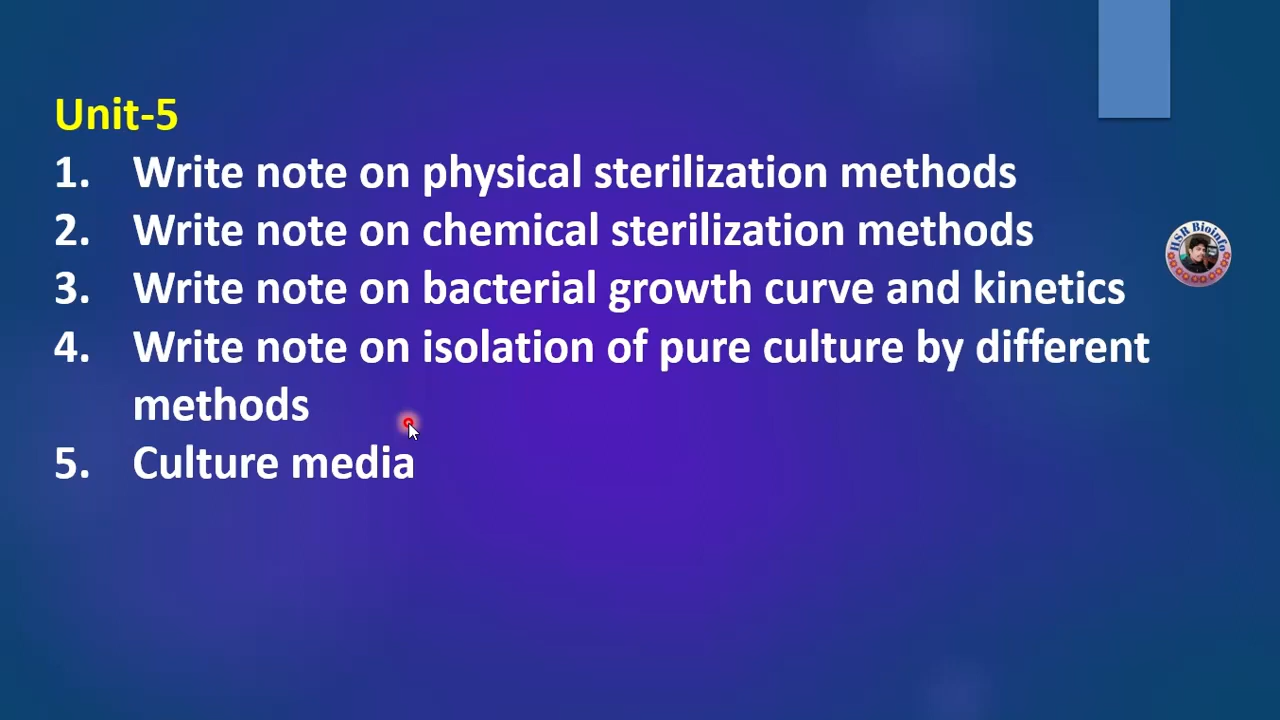 Unit-5
1. Write note on physical sterilization methods
2. Write note on chemical sterilization methods
3. Write note on bacterial growth curve and kinetics
4. Write note on isolation of pure culture by different
methods
5. Culture media
HSR Bioinfo